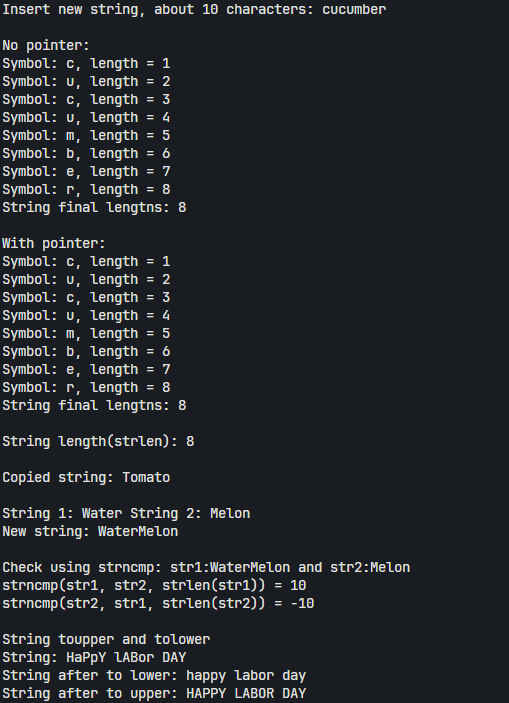 Insert new string, about 10 characters: cucumber
No pointer:
Symbol: c, length = 1
Symbol: u, length = 2
Symbol: c, length = 3
Symbol: u, length = 4
Symbol: m, length = 5
Symbol: b, length = 6
Symbol: e, length = 7
Symbol: r, length = 8
String final lengtns: 8
With pointer:
Symbol: c, length = 1
Symbol: u, length = 2
Symbol: c, length = 3
Symbol: u, length = 4
Symbol: m, length = 5
Symbol: b, length = 6
Symbol: e, length = 7
Symbol: r, length = 8
String final lengtns: 8
String length(strlen): 8
Copied string: Tomato
String 1: Water String 2: Melon
New string: WaterMelon
Check using strncmp: str1:WaterMelon and str2:Melon
strncmp(str1, str2, strlen(str1)) = 10
strncmp(str2, str1, strlen(str2)) = -10
String toupper and tolower
String: HaPpY lABor DAY
String after to lower: happy labor day
String after to upper: HAPPY LABOR DAY